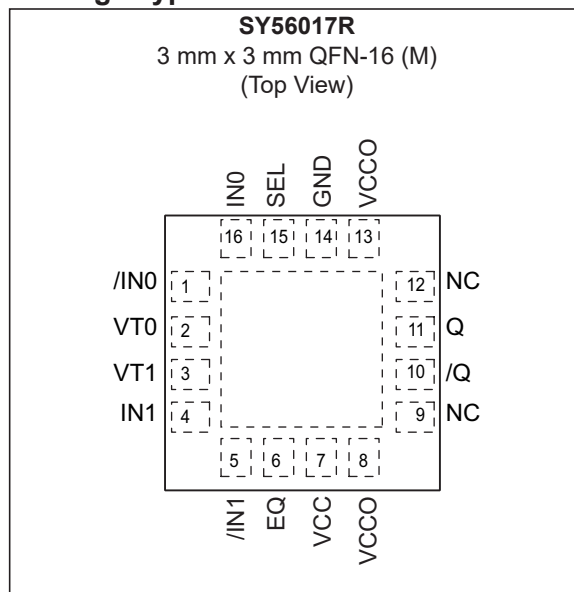 SY56017R
3 mm x 3 mm QFN-16 (M)
(Top View)
IN0
SEL
GND
VCCO
16
15
14
13
/IN0 1
12 NC
VT0 2
11 Q
VT1 3
10 /Q
IN1 4
9 NC
5
6
7
8
/IN1
EQ
VCC
VCCO